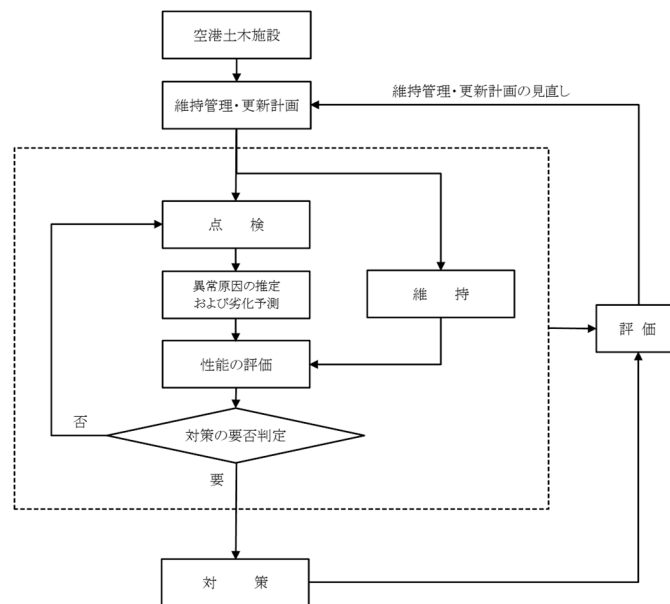 空港土木施設
維持管理・更新計画
維持管理・更新計画の見直し
点　検
異常原因の推定
および劣化予測
維　持
評 価
性能の評価
否
対策の要否判定
要
対　策